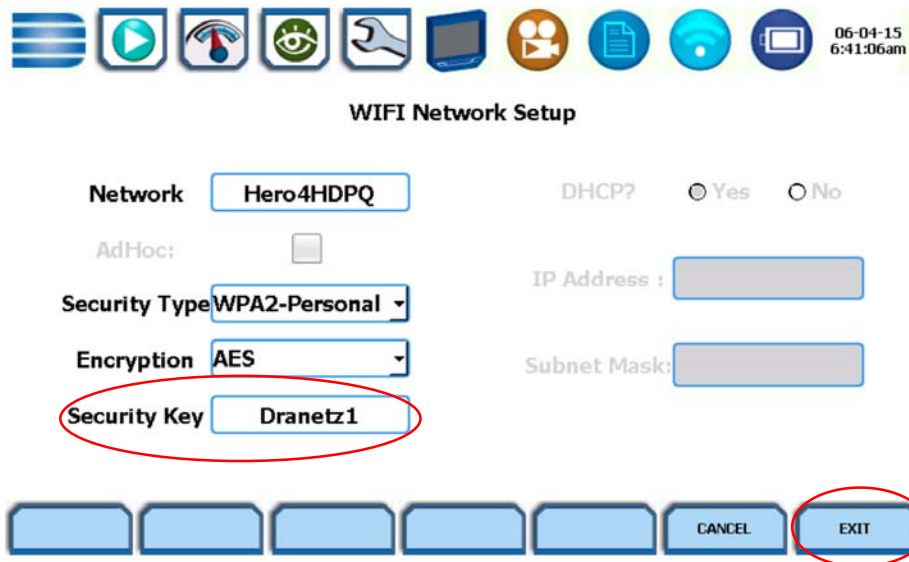 06-04-15
6:41:06am
WIFI Network Setup
Network Hero4HDPQ
DHCP? Yes No
AdHoc:
IP Address :
Security Type WPA2-Personal
Encryption AES
Subnet Mask:
Security Key Dranetz1
CANCEL EXIT